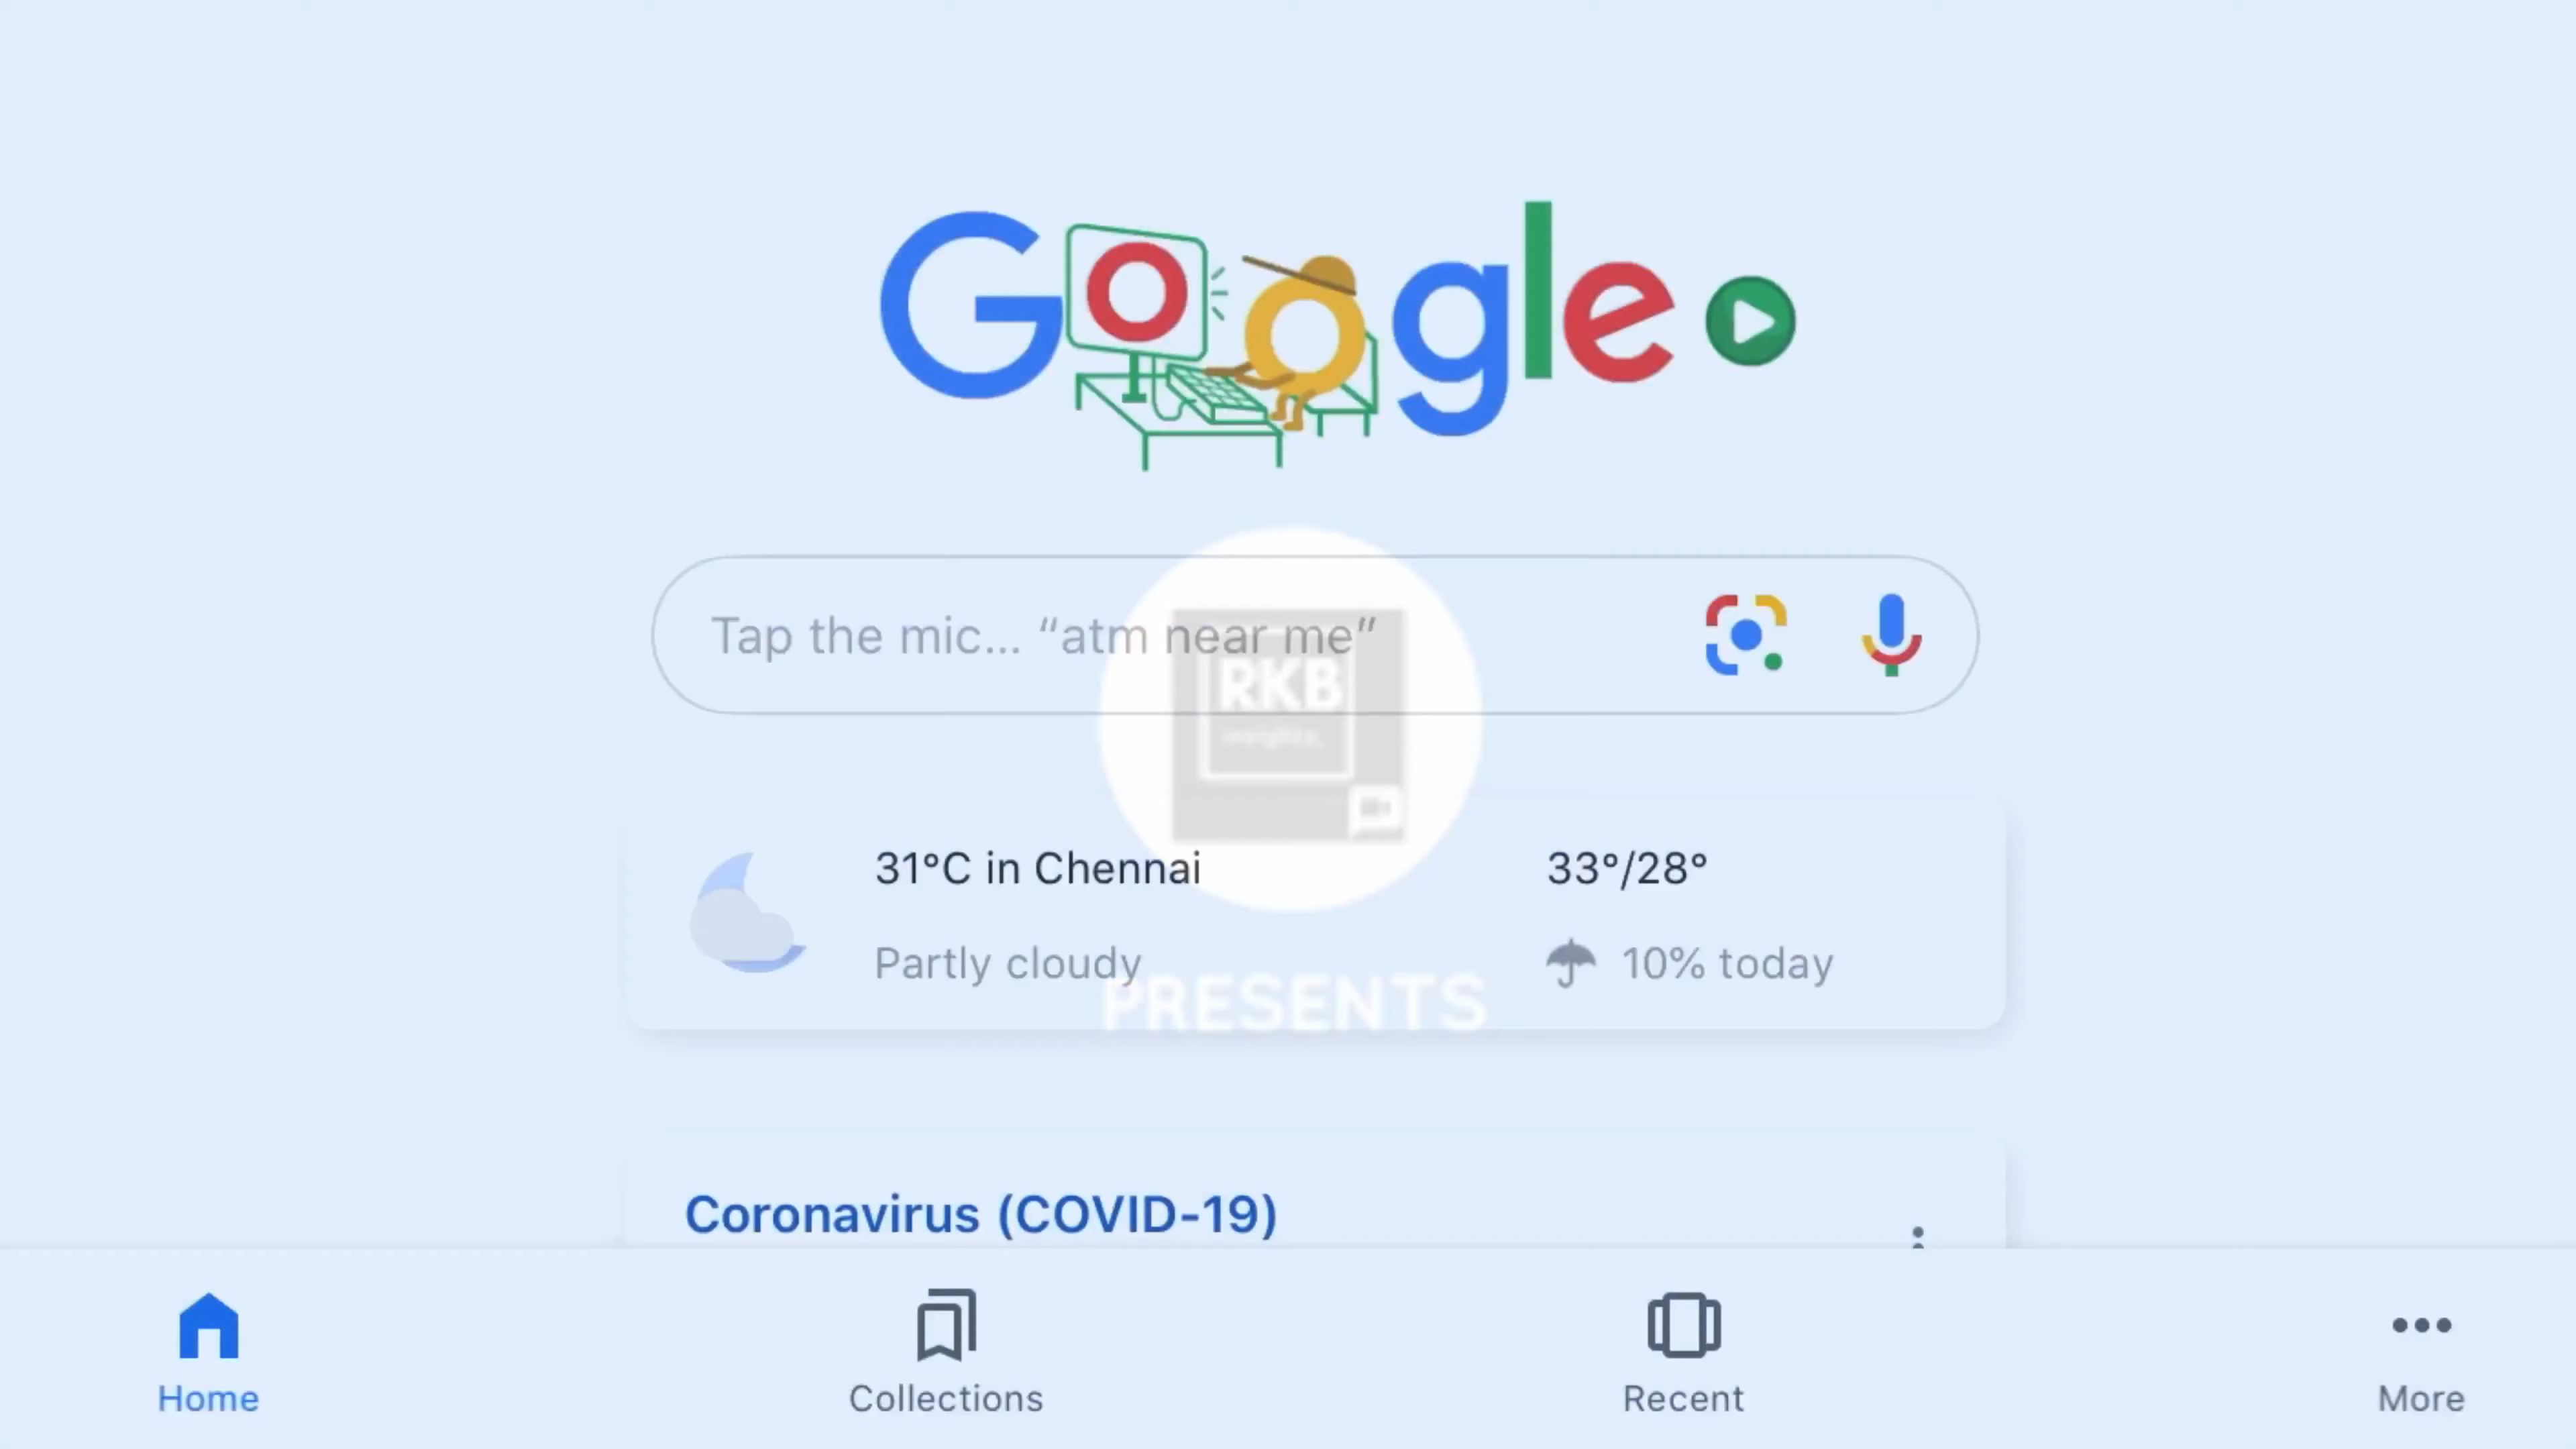 Google
Tap the mic... “atm near me”
RKB
31°C in Chennai
33°/28°
Partly cloudy
10% today
PRESENTS
Coronavirus (COVID-19)
Home
Collections
Recent
More